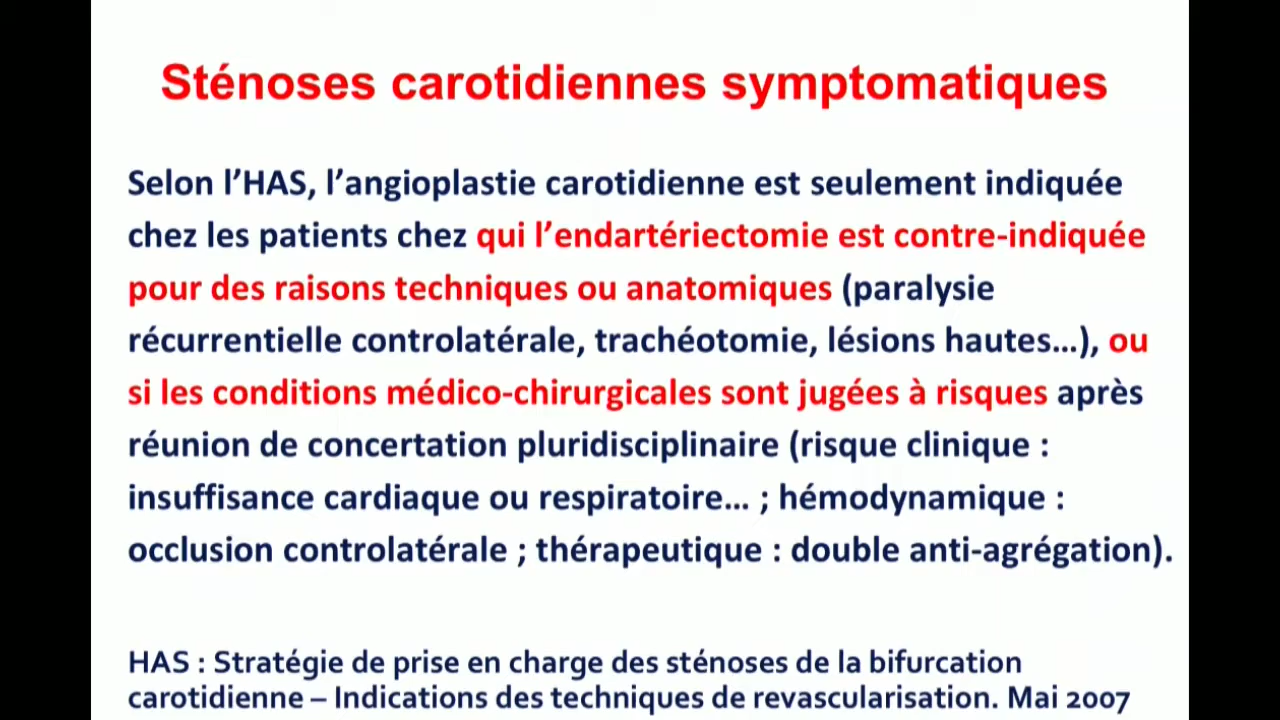 Sténoses carotidiennes symptomatiques
Selon l’HAS, l’angioplastie carotidienne est seulement indiquée
chez les patients chez qui l’endartériectomie est contre-indiquée
pour des raisons techniques ou anatomiques (paralysie
récurrentielle controlatérale, trachéotomie, lésions hautes…), ou
si les conditions médico-chirurgicales sont jugées à risques après
réunion de concertation pluridisciplinaire (risque clinique :
insuffisance cardiaque ou respiratoire… ; hémodynamique :
occlusion controlatérale ; thérapeutique : double anti-agrégation).
HAS : Stratégie de prise en charge des sténoses de la bifurcation
carotidienne – Indications des techniques de revascularisation. Mai 2007